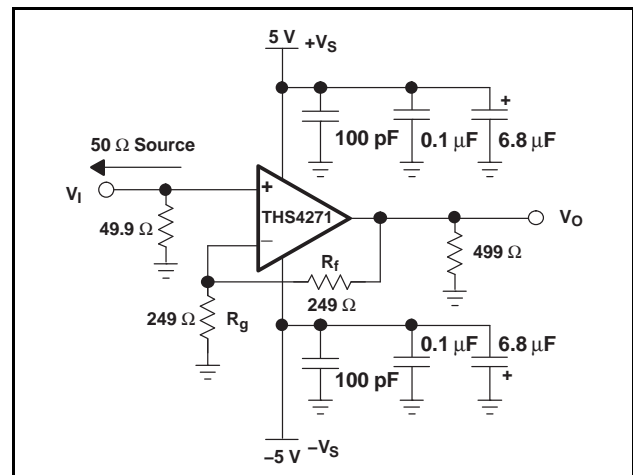 5 V
+VS
+
100 pF
0.1 µF
6.8 µF
50 Ω Source
VI
+
THS4271
−
VO
49.9 Ω
Rf
249 Ω
499 Ω
249 Ω
Rg
0.1 µF
6.8 µF
100 pF
+
−5 V
−VS